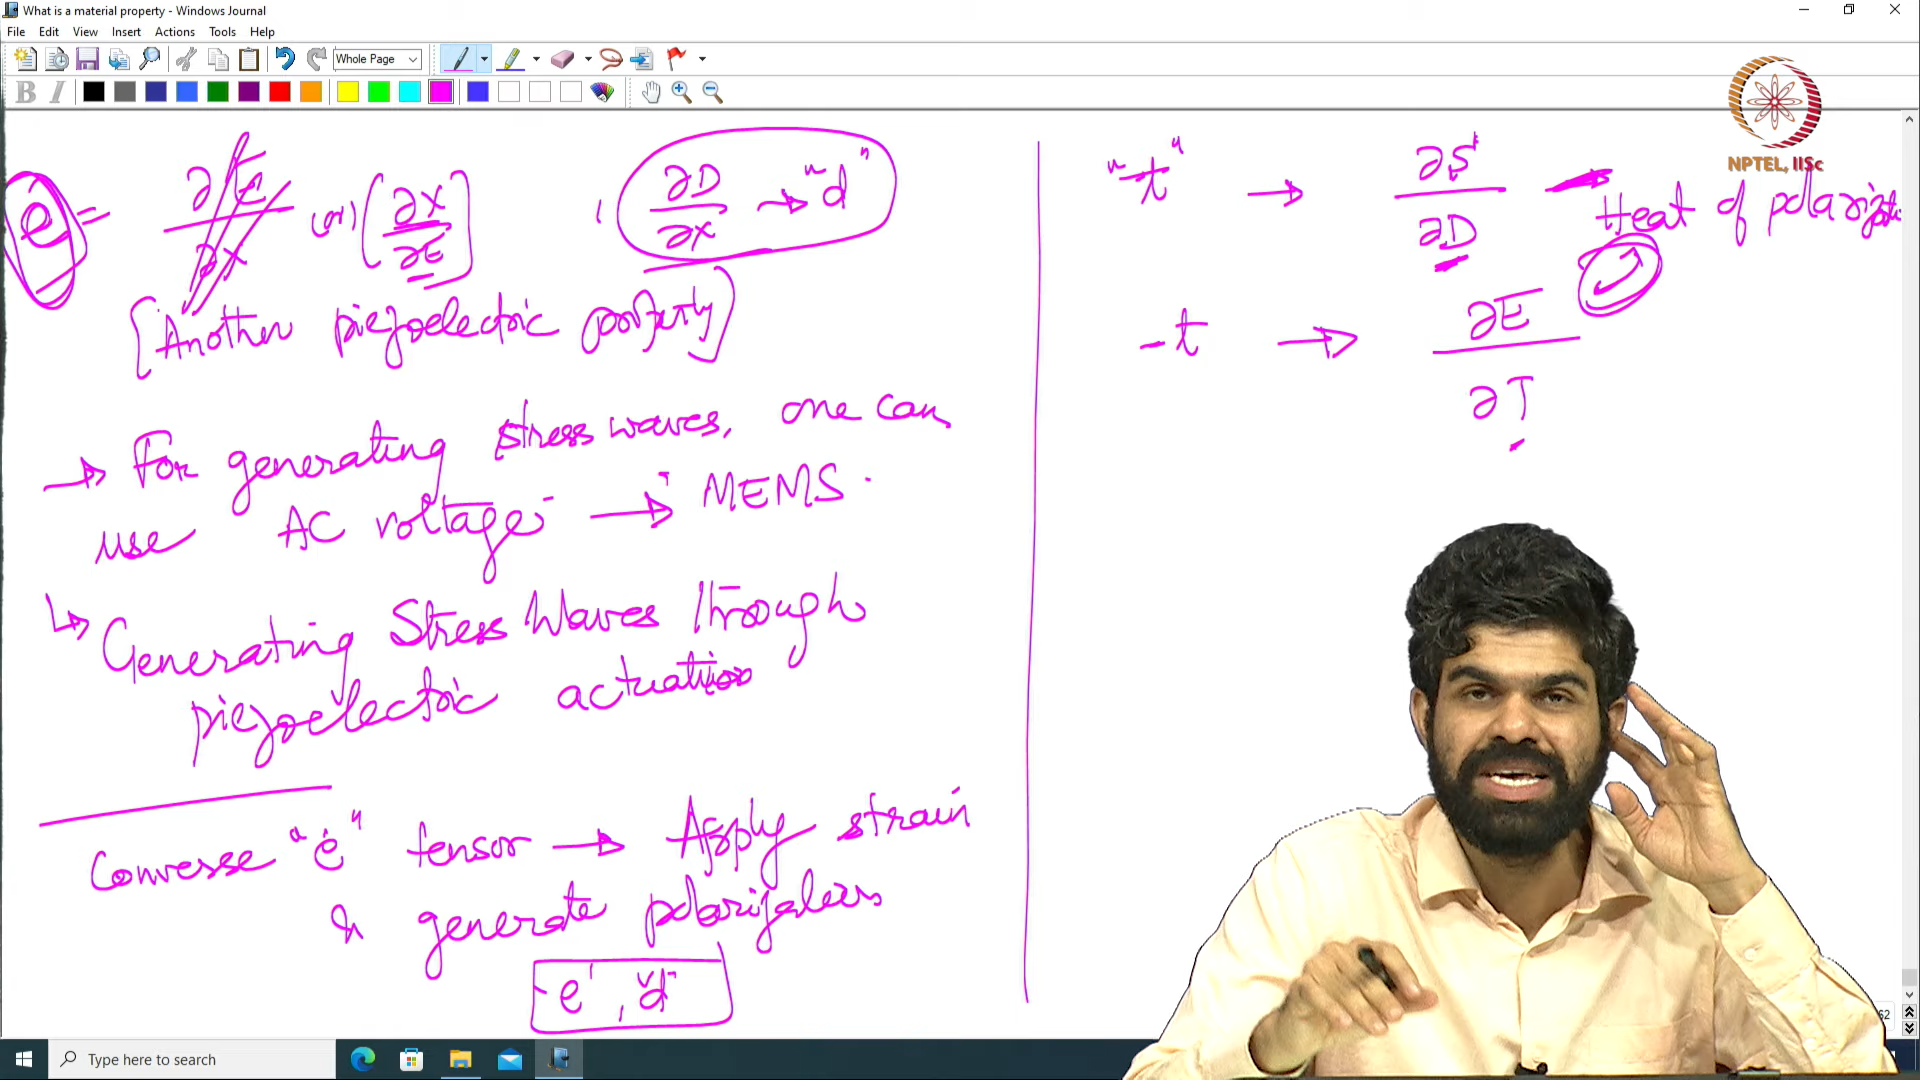 What is a material property - Windows Journal
File Edit View Insert Actions Tools Help
Whole Page
B I
NPTEL, IISc
e = ∂E/∂x (or) (∂X/∂E) , ∂D/∂x → "d"
{Another piezoelectric property}
→ For generating stress waves, one can
use AC voltage → MEMS.
↳ Generating Stress Waves through
piezoelectric actuation
Converse "e" tensor → Apply strain
& generate
e , "d"
"t" → ∂S/∂D → Heat of polarization
-t → ∂E/∂T
62
Type here to search